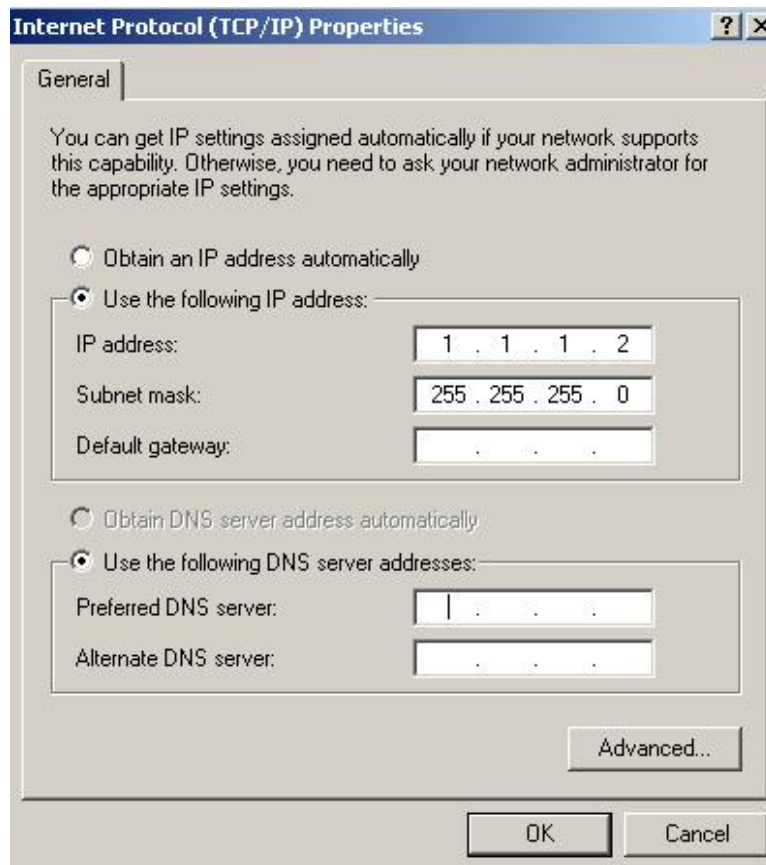 Internet Protocol (TCP/IP) Properties
General
You can get IP settings assigned automatically if your network supports
this capability. Otherwise, you need to ask your network administrator for
the appropriate IP settings.
Obtain an IP address automatically
Use the following IP address:
IP address: 1 . 1 . 1 . 2
Subnet mask: 255 . 255 . 255 . 0
Default gateway: . . .
Obtain DNS server address automatically
Use the following DNS server addresses:
Preferred DNS server: . . .
Alternate DNS server: . . .
Advanced...
OK Cancel